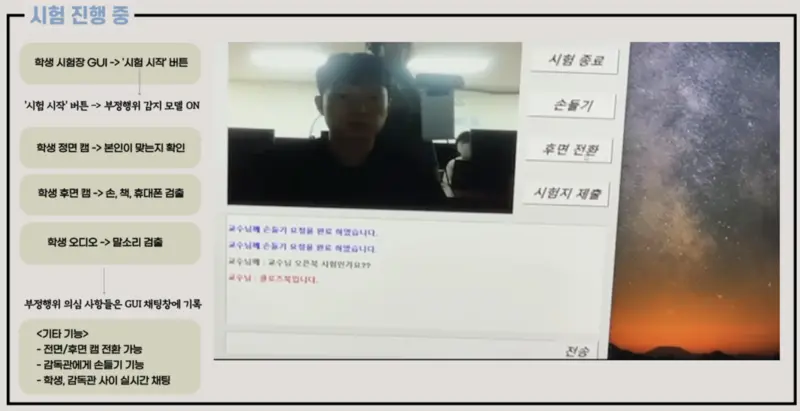 시험 진행 중
학생 시험장 GUI -> '시험 시작' 버튼
'시험 시작' 버튼 -> 부정행위 감지 모델 ON
학생 정면 캠 -> 본인이 맞는지 확인
학생 후면 캠 -> 손, 책, 휴대폰 검출
학생 오디오 -> 말소리 검출
부정행위 의심 사항들은 GUI 채팅창에 기록
<기타 기능>
- 전면/후면 캠 전환 가능
- 감독관에게 손들기 기능
- 학생, 감독관 사이 실시간 채팅
시험 종료
손들기
후면 전환
시험지 제출
교수님께 손들기 요청을 완료 하였습니다.
교수님께 손들기 요청을 완료 하였습니다.
교수님께 : 교수님 오픈북 시험인가요??
교수님 : 클로즈북입니다.
전송